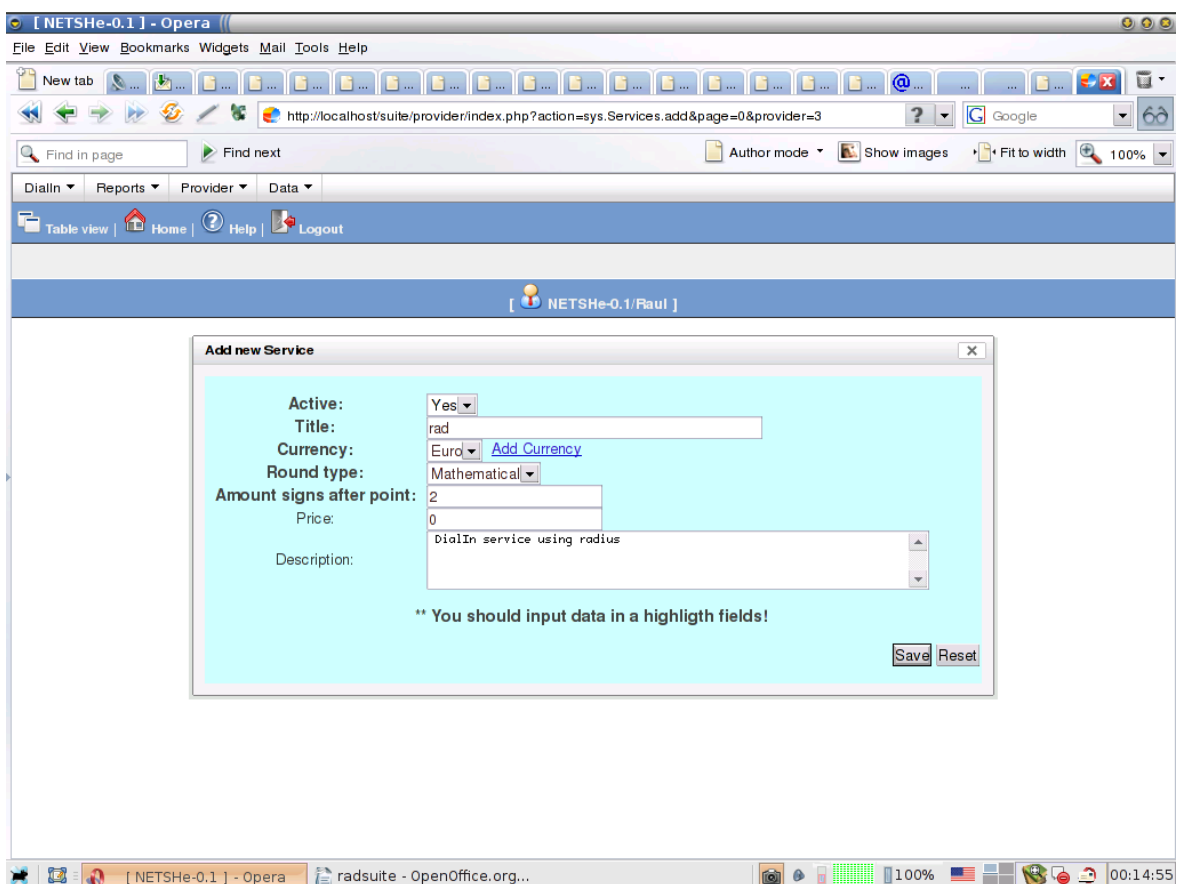 [ NETSHe-0.1 ] - Opera
File Edit View Bookmarks Widgets Mail Tools Help
New tab ... ... ... ... ... ... ... ... ... ... ... ... ... ... ... ... ... ... ... ...
http://localhost/suite/provider/index.php?action=sys.Services.add&page=0&provider=3 ? G Google
Find in page Find next Author mode Show images Fit to width 100%
DialIn Reports Provider Data
Table view | Home | ? Help | Logout
[ NETSHe-0.1/Raul ]
Add new Service
Active: Yes
Title: rad
Currency: Euro Add Currency
Round type: Mathematical
Amount signs after point: 2
Price: 0
Description: DialIn service using radius
** You should input data in a highligth fields!
Save Reset
[ NETSHe-0.1 ] - Opera radsuite - OpenOffice.org... 100% 00:14:55